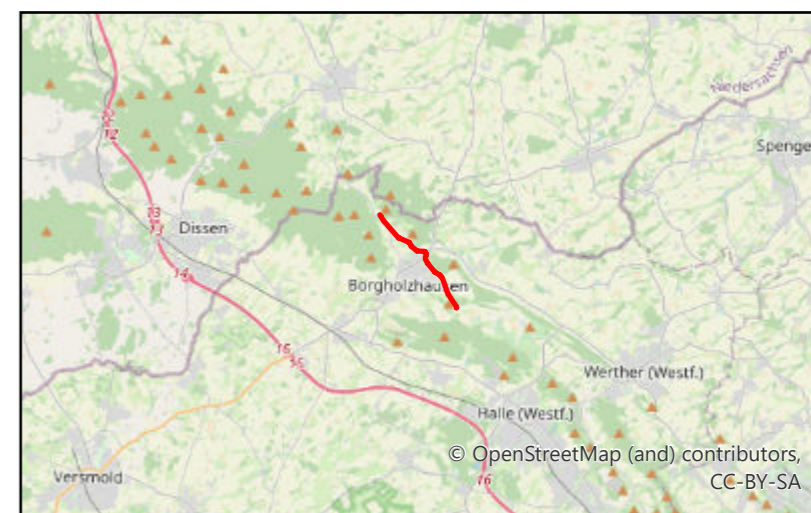 Niedersachsen
12
12
Spenge
13
13
Dissen
14
Borgholzhausen
15
15
Werther (Westf.)
Halle (Westf.)
© OpenStreetMap (and) contributors,
CC-BY-SA
Versmold
16